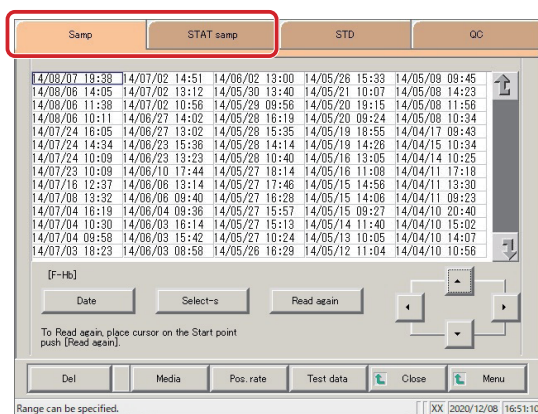 Samp STAT samp STD QC
14/08/07 19:38 14/07/02 14:51 14/06/02 13:00 14/05/26 15:33 14/05/09 09:45
14/08/06 14:05 14/07/02 13:12 14/05/30 13:40 14/05/21 10:07 14/05/08 14:23
14/08/06 11:38 14/07/02 10:56 14/05/29 09:56 14/05/20 19:15 14/05/08 11:56
14/08/06 10:11 14/06/27 14:02 14/05/28 16:19 14/05/20 09:24 14/05/08 10:34
14/07/24 16:05 14/06/27 13:02 14/05/28 15:35 14/05/19 18:55 14/04/17 09:43
14/07/24 14:34 14/06/23 15:36 14/05/28 14:14 14/05/19 14:26 14/04/15 10:34
14/07/24 10:09 14/06/23 13:23 14/05/28 10:40 14/05/16 13:05 14/04/14 10:25
14/07/23 10:09 14/06/10 17:44 14/05/27 18:14 14/05/16 11:08 14/04/11 17:18
14/07/16 12:37 14/06/06 13:14 14/05/27 17:46 14/05/15 14:56 14/04/11 13:30
14/07/08 13:32 14/06/06 09:40 14/05/27 16:28 14/05/15 14:06 14/04/11 09:23
14/07/04 16:19 14/06/04 09:36 14/05/27 15:57 14/05/15 09:27 14/04/10 20:40
14/07/04 10:30 14/06/03 16:14 14/05/27 15:13 14/05/14 11:40 14/04/10 15:02
14/07/04 09:58 14/06/03 15:42 14/05/27 10:24 14/05/13 10:05 14/04/10 14:07
14/07/03 18:23 14/06/03 08:58 14/05/26 16:29 14/05/12 11:04 14/04/10 10:56
[F-Hb]
Date Select-s Read again
To Read again, place cursor on the Start point
push [Read again].
Del Media Pos. rate Test data Close Menu
Range can be specified. XX 2020/12/08 16:51:10